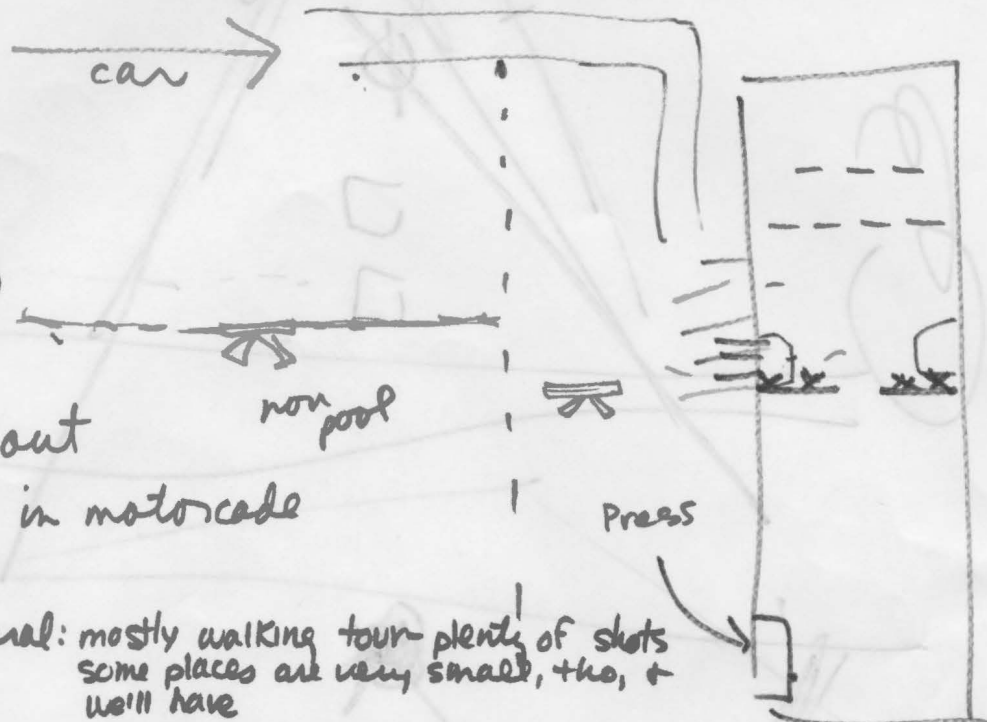 car
non
pool
out
in motorcade
Press
ral: mostly walking tour - plenty of shots
some places are very small, tho, &
we'll have